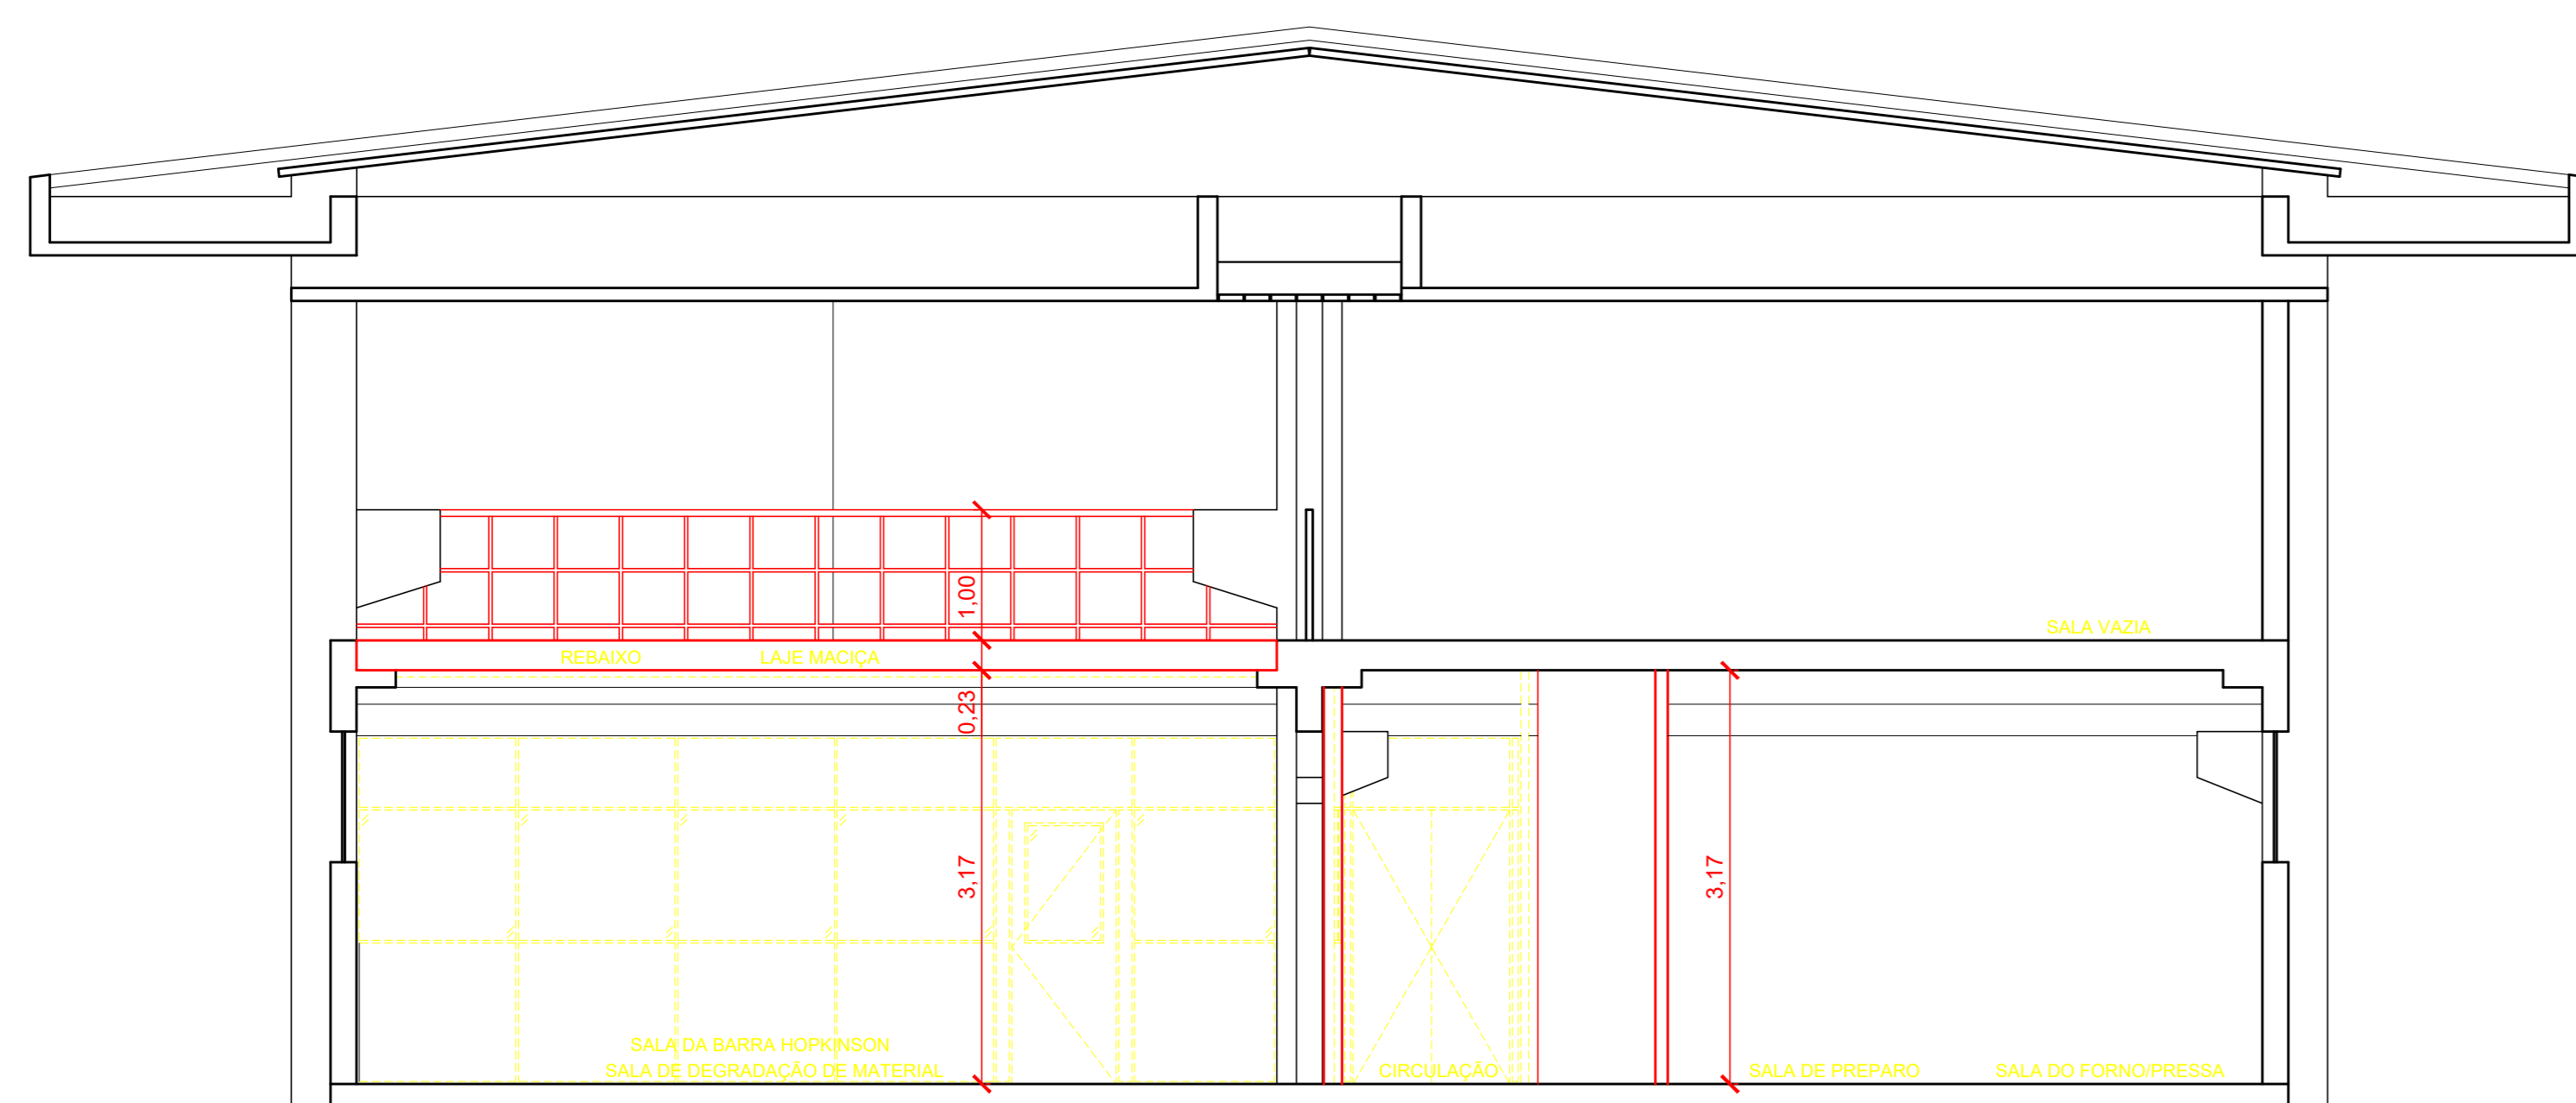 1,00
SALA VAZIA
REBAIXO
LAJE MACIÇA
0,23
3,17
3,17
SALA DA BARRA HOPKINSON
SALA DE DEGRADAÇÃO DE MATERIAL
CIRCULAÇÃO
SALA DE PREPARO
SALA DO FORNO/PRESSA